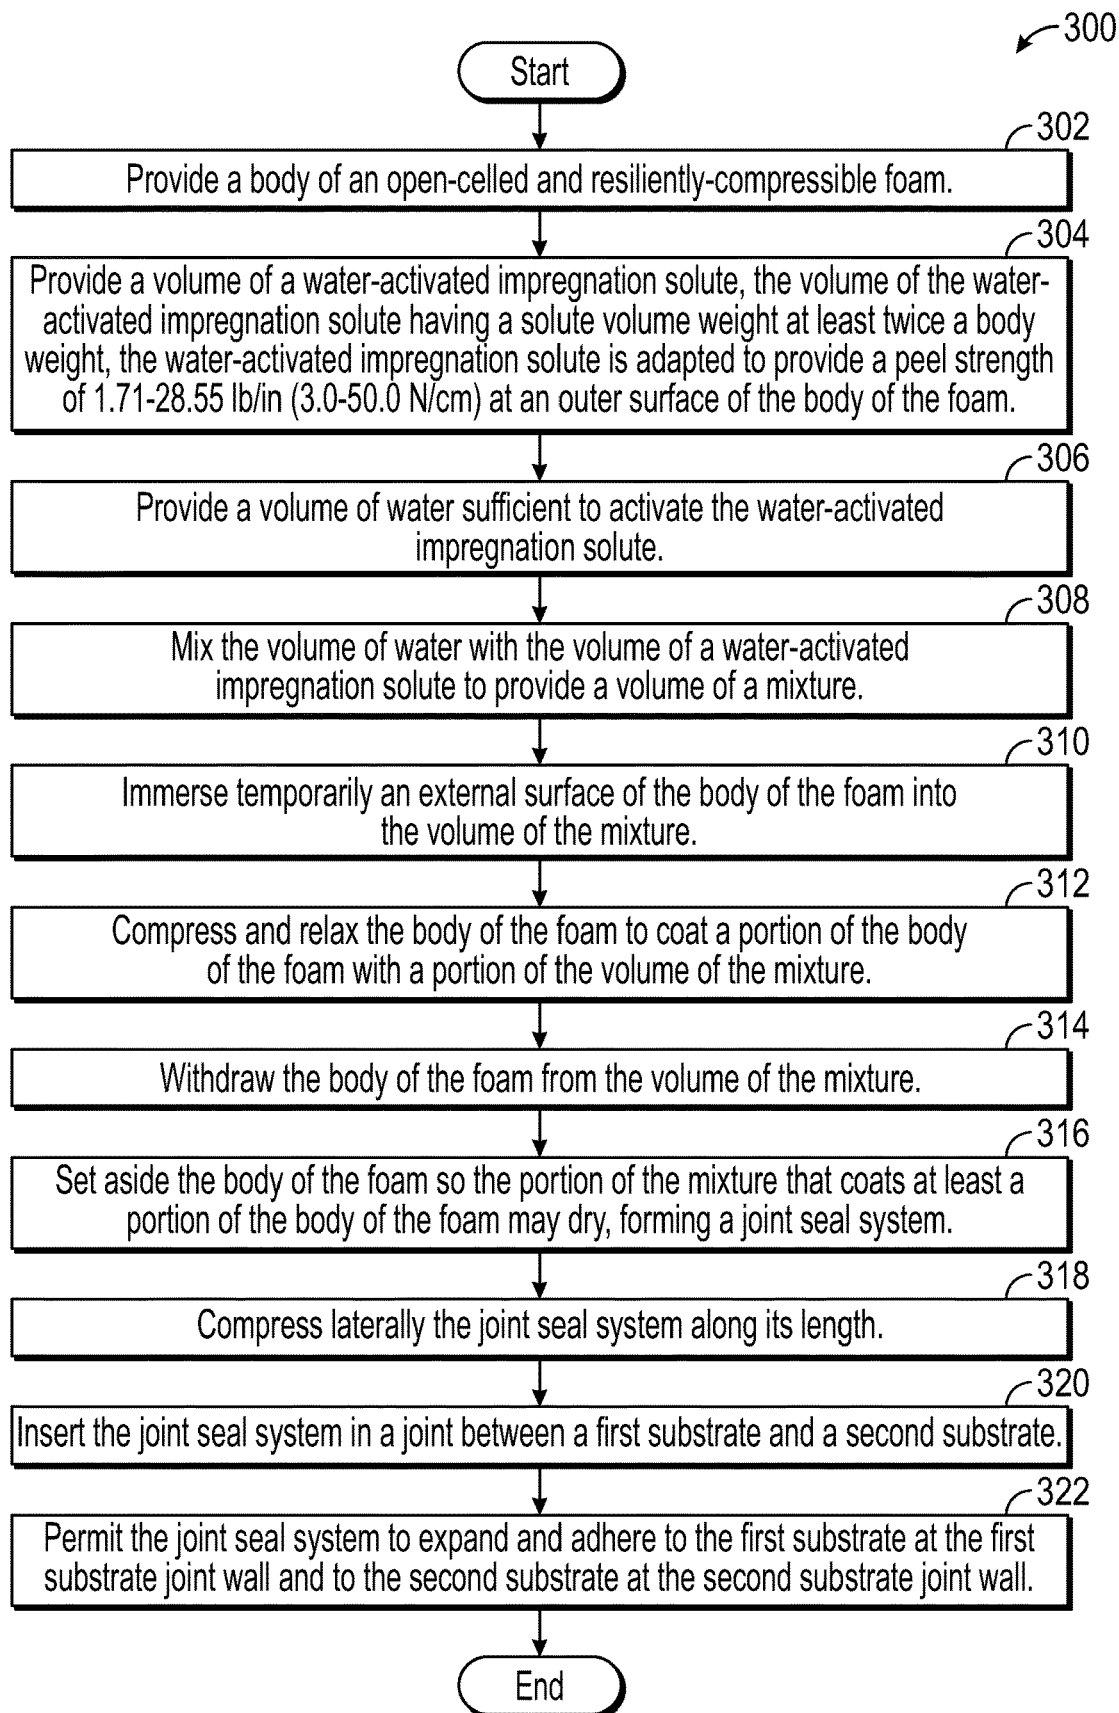 300
Start
302
Provide a body of an open-celled and resiliently-compressible foam.
304
Provide a volume of a water-activated impregnation solute, the volume of the water-
activated impregnation solute having a solute volume weight at least twice a body
weight, the water-activated impregnation solute is adapted to provide a peel strength
of 1.71-28.55 lb/in (3.0-50.0 N/cm) at an outer surface of the body of the foam.
306
Provide a volume of water sufficient to activate the water-activated
impregnation solute.
308
Mix the volume of water with the volume of a water-activated
impregnation solute to provide a volume of a mixture.
310
Immerse temporarily an external surface of the body of the foam into
the volume of the mixture.
312
Compress and relax the body of the foam to coat a portion of the body
of the foam with a portion of the volume of the mixture.
314
Withdraw the body of the foam from the volume of the mixture.
316
Set aside the body of the foam so the portion of the mixture that coats at least a
portion of the body of the foam may dry, forming a joint seal system.
318
Compress laterally the joint seal system along its length.
320
Insert the joint seal system in a joint between a first substrate and a second substrate.
322
Permit the joint seal system to expand and adhere to the first substrate at the first
substrate joint wall and to the second substrate at the second substrate joint wall.
End